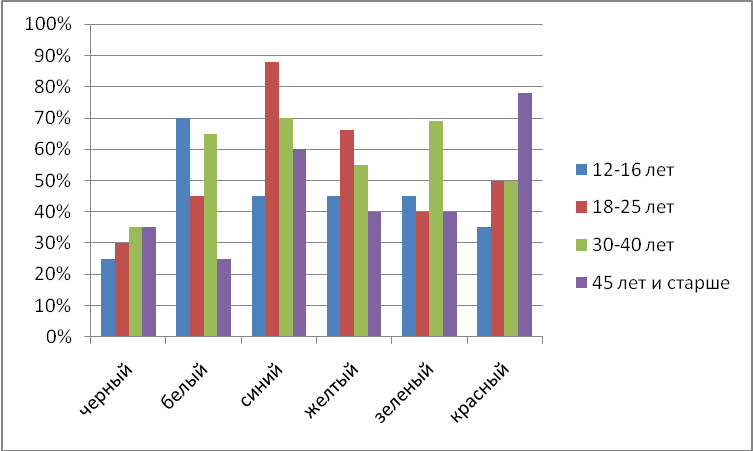 100%
90%
80%
70%
60%
50%
40%
30%
20%
10%
0%
черный
белый
синий
желтый
зеленый
красный
12-16 лет
18-25 лет
30-40 лет
45 лет и старше